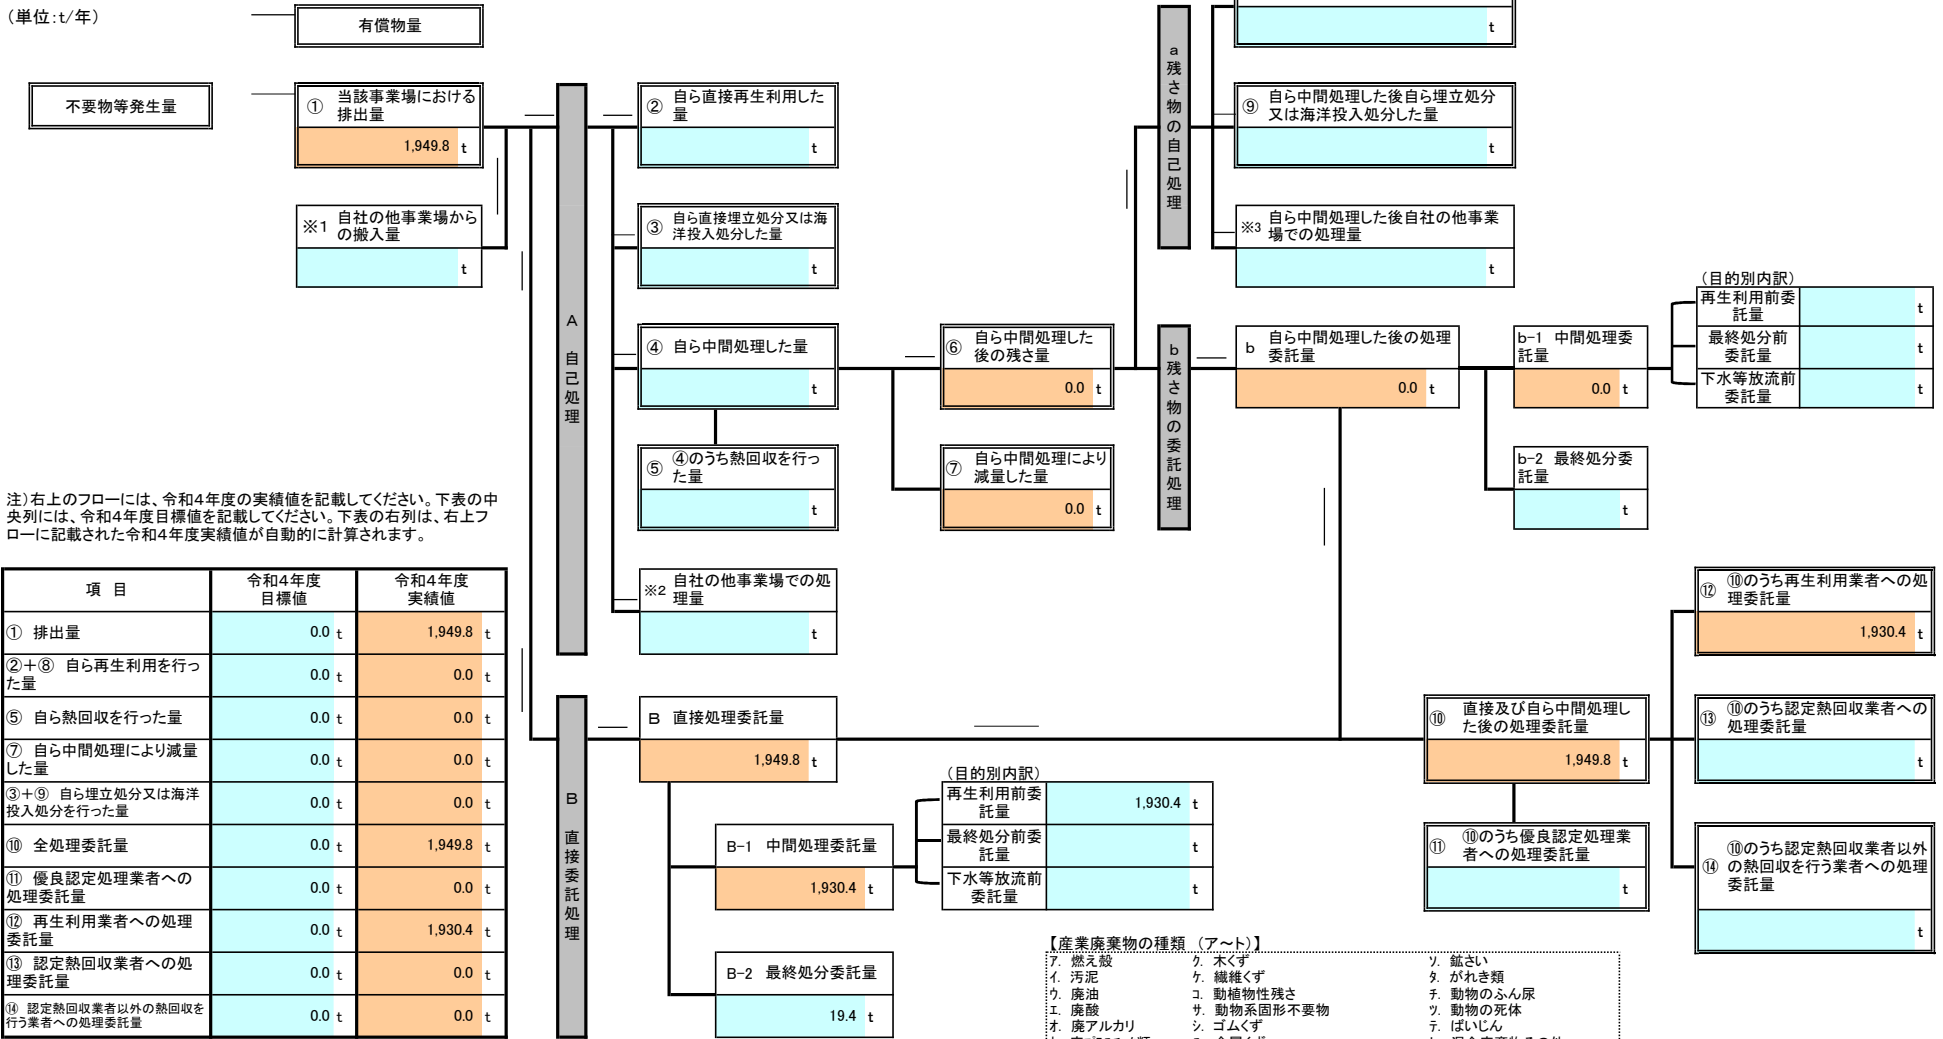 (単位:t/年)
有償物量
不要物等発生量
① 当該事業場における
排出量
1,949.8 t
※1 自社の他事業場から
の搬入量
t
A 自己処理
② 自ら直接再生利用した
量
t
③ 自ら直接埋立処分又は海
洋投入処分した量
t
④ 自ら中間処理した量
t
⑤ ④のうち熱回収を行っ
た量
t
※2 自社の他事業場での処
理量
t
⑥ 自ら中間処理した
後の残さ量
0.0 t
⑦ 自ら中間処理により
減量した量
0.0 t
a 残さ物の自己処理
t
⑨ 自ら中間処理した後自ら埋立処分
又は海洋投入処分した量
t
※3 自ら中間処理した後自社の他事業
場での処理量
t
b 残さ物の委託処理
b 自ら中間処理した後の処理
委託量
0.0 t
b-1 中間処理委
託量
0.0 t
(目的別内訳)
再生利用前委
託量
t
最終処分前
委託量
t
下水等放流前
委託量
t
b-2 最終処分委
託量
t
注)右上のフローには、令和4年度の実績値を記載してください。下表の中
央列には、令和4年度目標値を記載してください。下表の右列は、右上フ
ローに記載された令和4年度実績値が自動的に計算されます。
項 目
令和4年度
目標値
令和4年度
実績値
① 排出量 0.0 t 1,949.8 t
②+⑧ 自ら再生利用を行っ
た量 0.0 t 0.0 t
⑤ 自ら熱回収を行った量 0.0 t 0.0 t
⑦ 自ら中間処理により減量
した量 0.0 t 0.0 t
③+⑨ 自ら埋立処分又は海洋
投入処分を行った量 0.0 t 0.0 t
⑩ 全処理委託量 0.0 t 1,949.8 t
⑪ 優良認定処理業者への
処理委託量 0.0 t 0.0 t
⑫ 再生利用業者への処理
委託量 0.0 t 1,930.4 t
⑬ 認定熱回収業者への処
理委託量 0.0 t 0.0 t
⑭ 認定熱回収業者以外の熱回収を
行う業者への処理委託量 0.0 t 0.0 t
B 直接委託処理
B 直接処理委託量
1,949.8 t
B-1 中間処理委託量
1,930.4 t
(目的別内訳)
再生利用前委
託量
1,930.4 t
最終処分前委
託量
t
下水等放流前
委託量
t
B-2 最終処分委託量
19.4 t
⑩ 直接及び自ら中間処理し
た後の処理委託量
1,949.8 t
⑪ ⑩のうち優良認定処理業
者への処理委託量
t
⑫ ⑩のうち再生利用業者への処
理委託量
1,930.4 t
⑬ ⑩のうち認定熱回収業者への
処理委託量
t
⑭ ⑩のうち認定熱回収業者以外
の熱回収を行う業者への処理
委託量
t
【産業廃棄物の種類 (ア~ト)】
ア. 燃え殻 ク. 木くず ソ. 鉱さい
イ. 汚泥 ケ. 繊維くず タ. がれき類
ウ. 廃油 コ. 動植物性残さ チ. 動物のふん尿
エ. 廃酸 サ. 動物系固形不要物 ツ. 動物の死体
オ. 廃アルカリ シ. ゴムくず テ. ばいじん